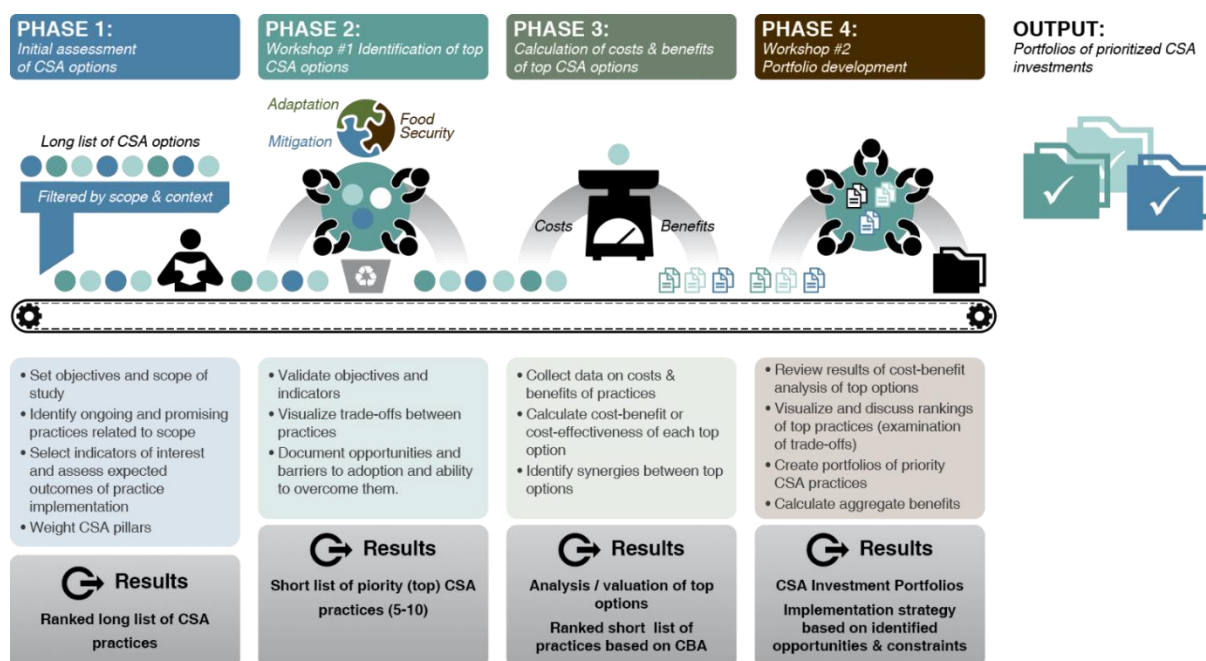 PHASE 1:
Initial assessment
of CSA options
PHASE 2:
Workshop #1 Identification of top
CSA options
PHASE 3:
Calculation of costs & benefits
of top CSA options
PHASE 4:
Workshop #2
Portfolio development
OUTPUT:
Portfolios of prioritized CSA
investments
Long list of CSA options
Filtered by scope & context
Adaptation
Mitigation
Food
Security
Costs
Benefits
• Set objectives and scope of
study
• Identify ongoing and promising
practices related to scope
• Select indicators of interest
and assess expected
outcomes of practice
implementation
• Weight CSA pillars
• Validate objectives and
indicators
• Visualize trade-offs between
practices
• Document opportunities and
barriers to adoption and ability
to overcome them.
• Collect data on costs &
benefits of practices
• Calculate cost-benefit or
cost-effectiveness of each top
option
• Identify synergies between top
options
• Review results of cost-benefit
analysis of top options
• Visualize and discuss rankings
of top practices (examination
of trade-offs)
• Create portfolios of priority
CSA practices
• Calculate aggregate benefits
Results
Ranked long list of CSA
practices
Results
Short list of piority (top) CSA
practices (5-10)
Results
Analysis / valuation of top
options
Ranked short list of
practices based on CBA
Results
CSA Investment Portfolios
Implementation strategy
based on identified
opportunities & constraints